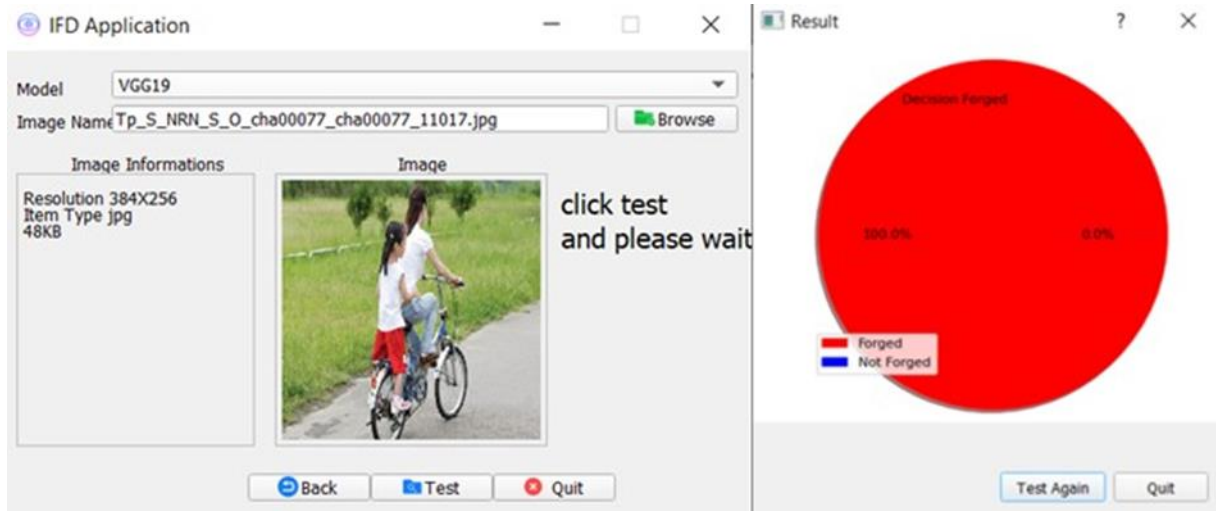 IFD Application
Model VGG19
Image Name Tp_S_NRN_S_O_cha00077_cha00077_11017.jpg Browse
Image Informations
Resolution 384X256
Item Type jpg
48KB
Image
click test
and please wait
Back Test Quit
Result ?
Decision Forged
100.0% 0.0%
Forged
Not Forged
Test Again Quit